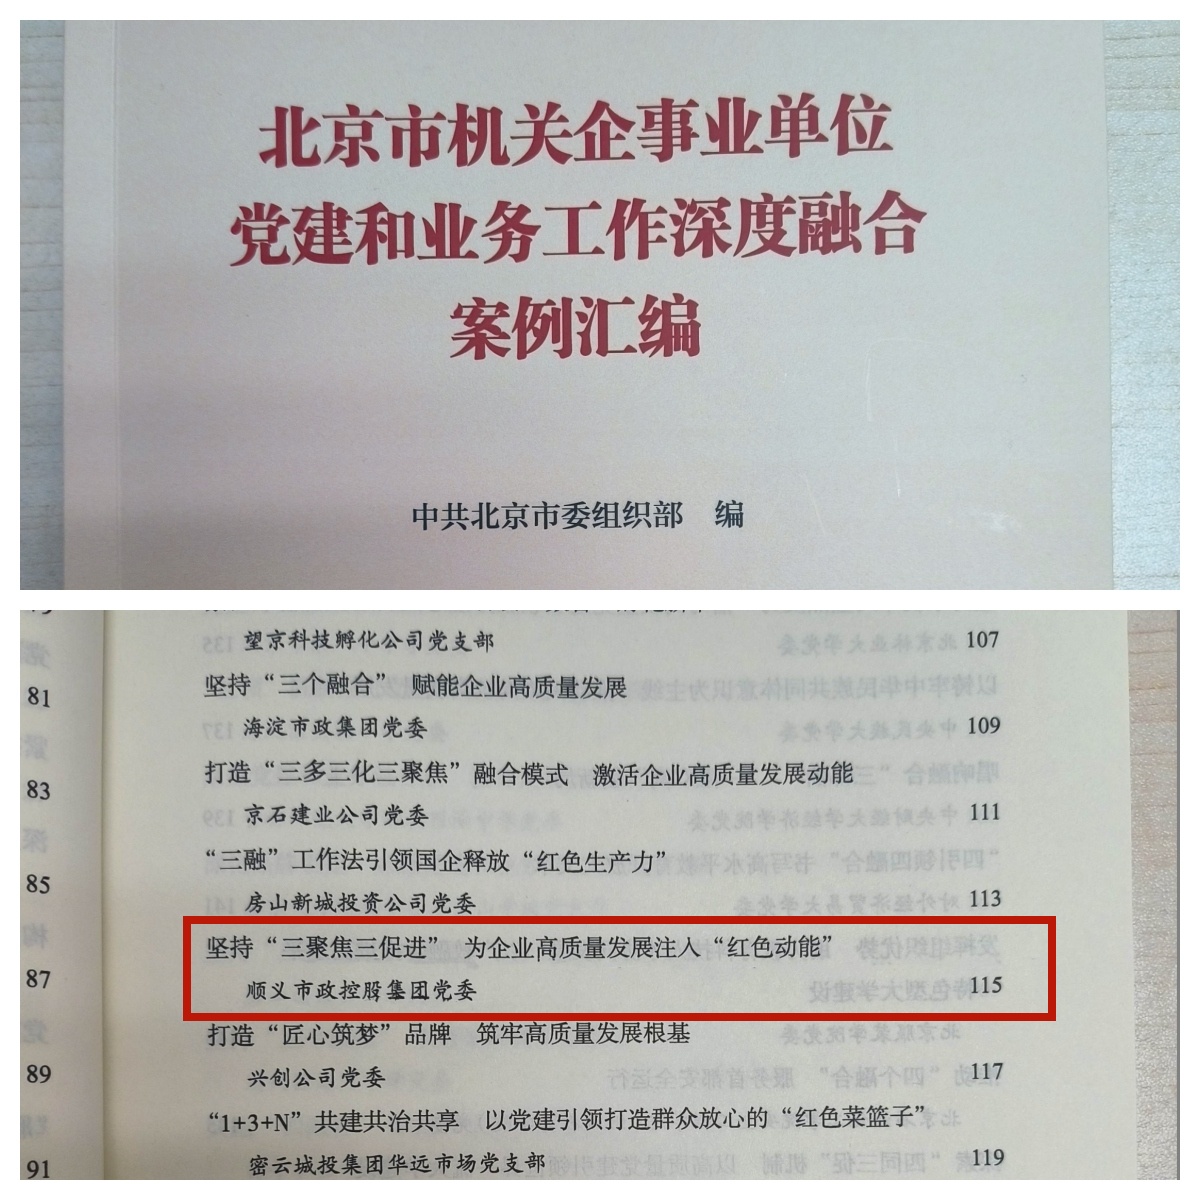 北京市机关企事业单位
党建和业务工作深度融合
案例汇编
中共北京市委组织部 编
望京科技孵化公司党支部 107
坚持“三个融合” 赋能企业高质量发展
海淀市政集团党委 109
打造“三多三化三聚焦”融合模式 激活企业高质量发展动能
京石建业公司党委 111
“三融”工作法引领国企释放“红色生产力”
房山新城投资公司党委 113
坚持“三聚焦三促进” 为企业高质量发展注入“红色动能”
顺义市政控股集团党委 115
打造“匠心筑梦”品牌 筑牢高质量发展根基
兴创公司党委 117
“1+3+N”共建共治共享 以党建引领打造群众放心的“红色菜篮子”
密云城投集团华远市场党支部 119
81
83
85
87
89
91